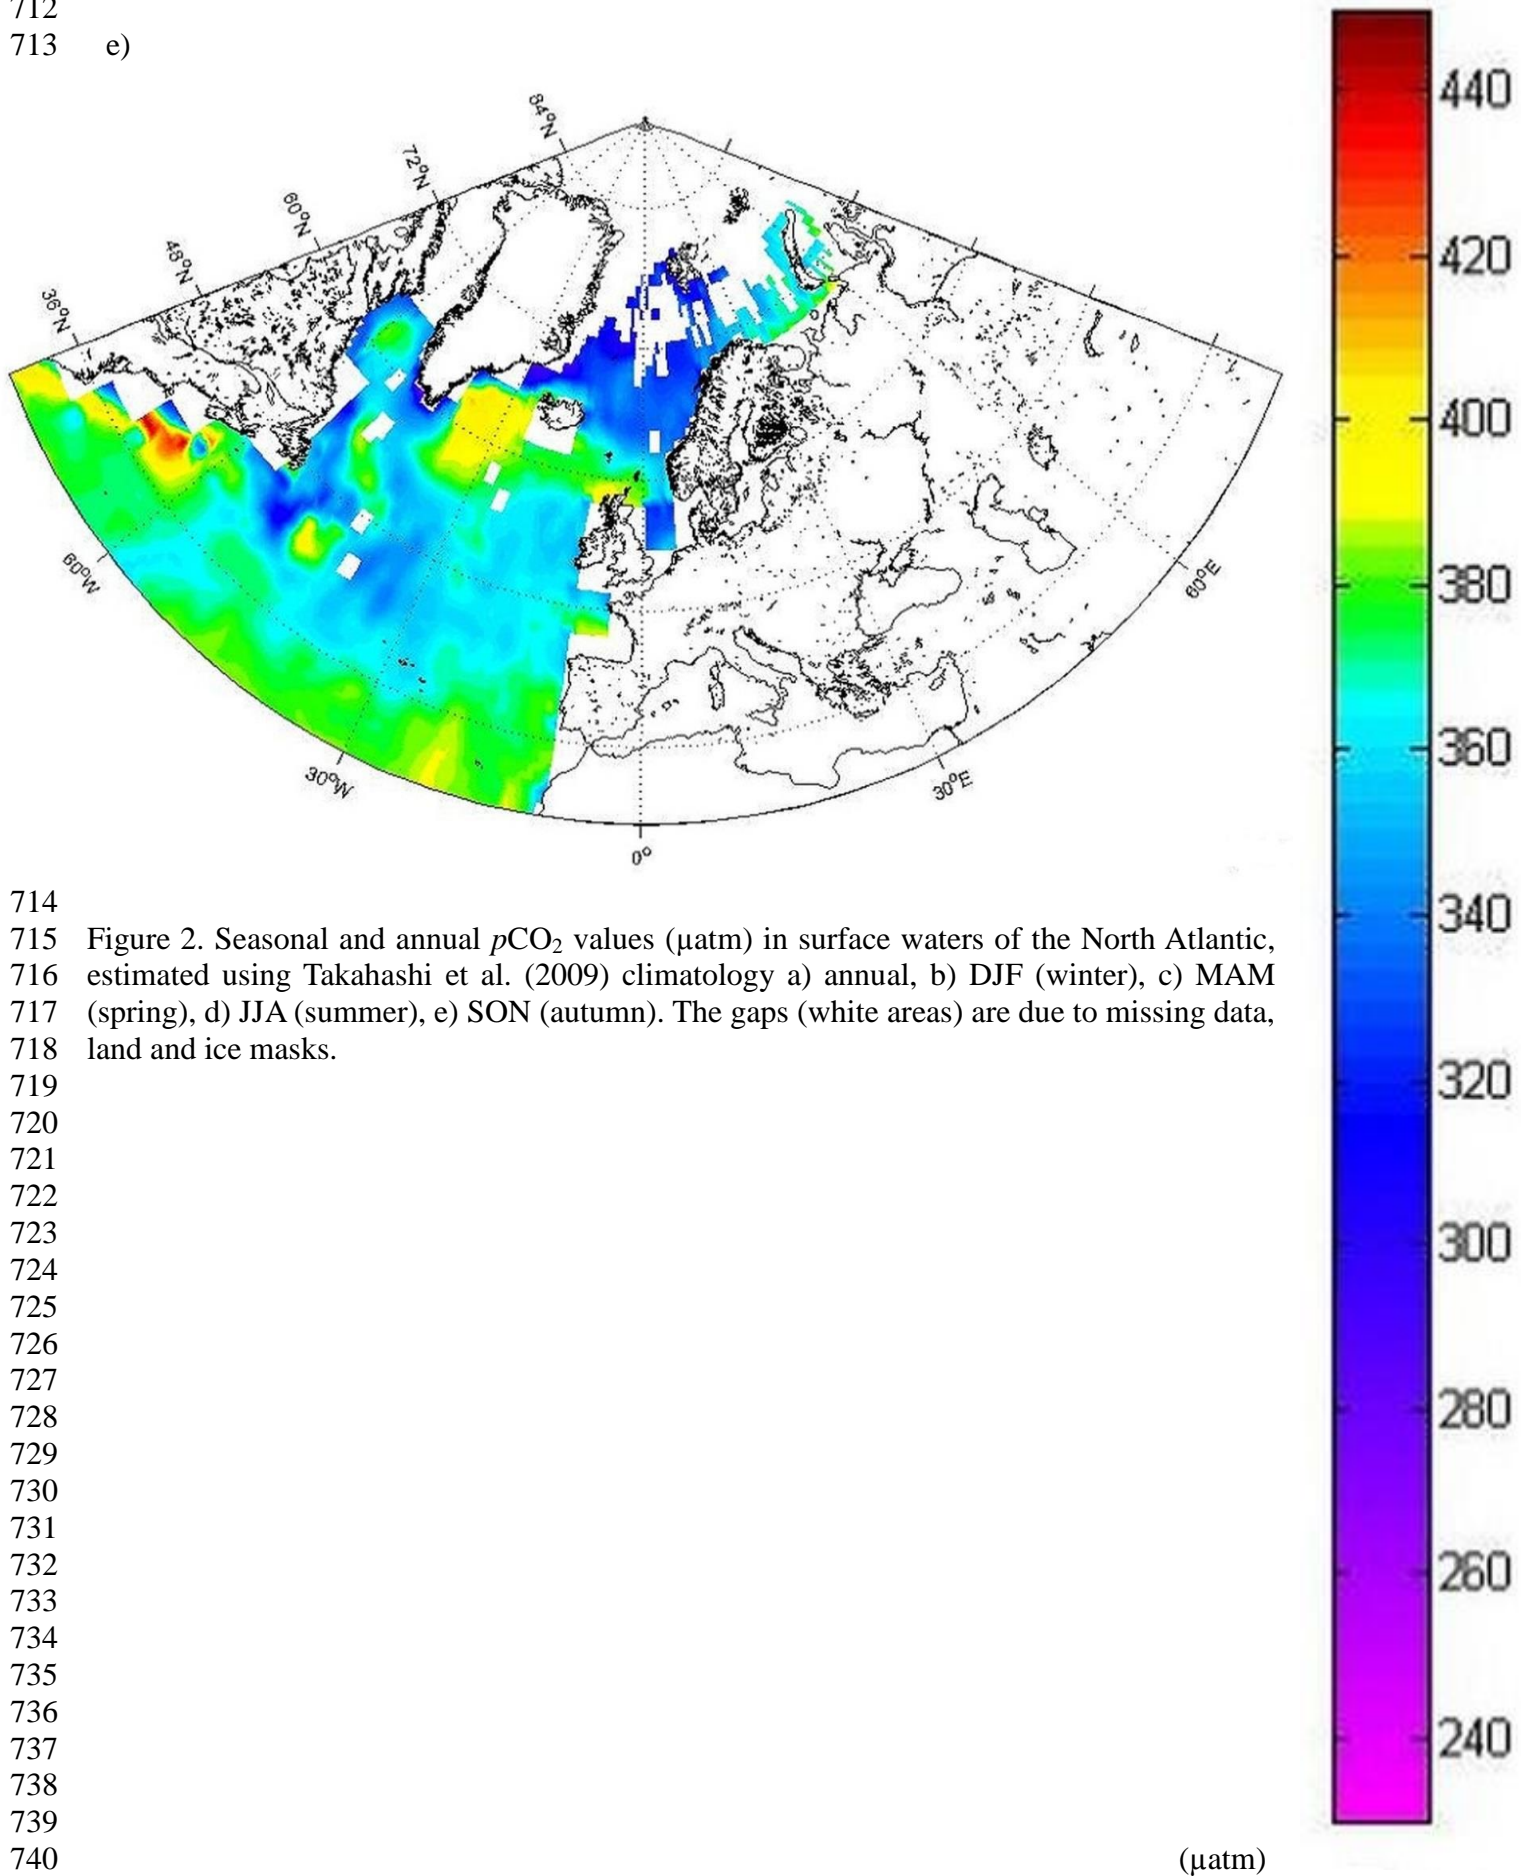 712
713 e)
84°N
72°N
60°N
48°N
36°N
60°W
30°W
0°
30°E
60°E
440
420
400
380
360
340
320
300
280
260
240
714
715 Figure 2. Seasonal and annual pCO₂ values (µatm) in surface waters of the North Atlantic,
716 estimated using Takahashi et al. (2009) climatology a) annual, b) DJF (winter), c) MAM
717 (spring), d) JJA (summer), e) SON (autumn). The gaps (white areas) are due to missing data,
718 land and ice masks.
719
720
721
722
723
724
725
726
727
728
729
730
731
732
733
734
735
736
737
738
739
740 (µatm)